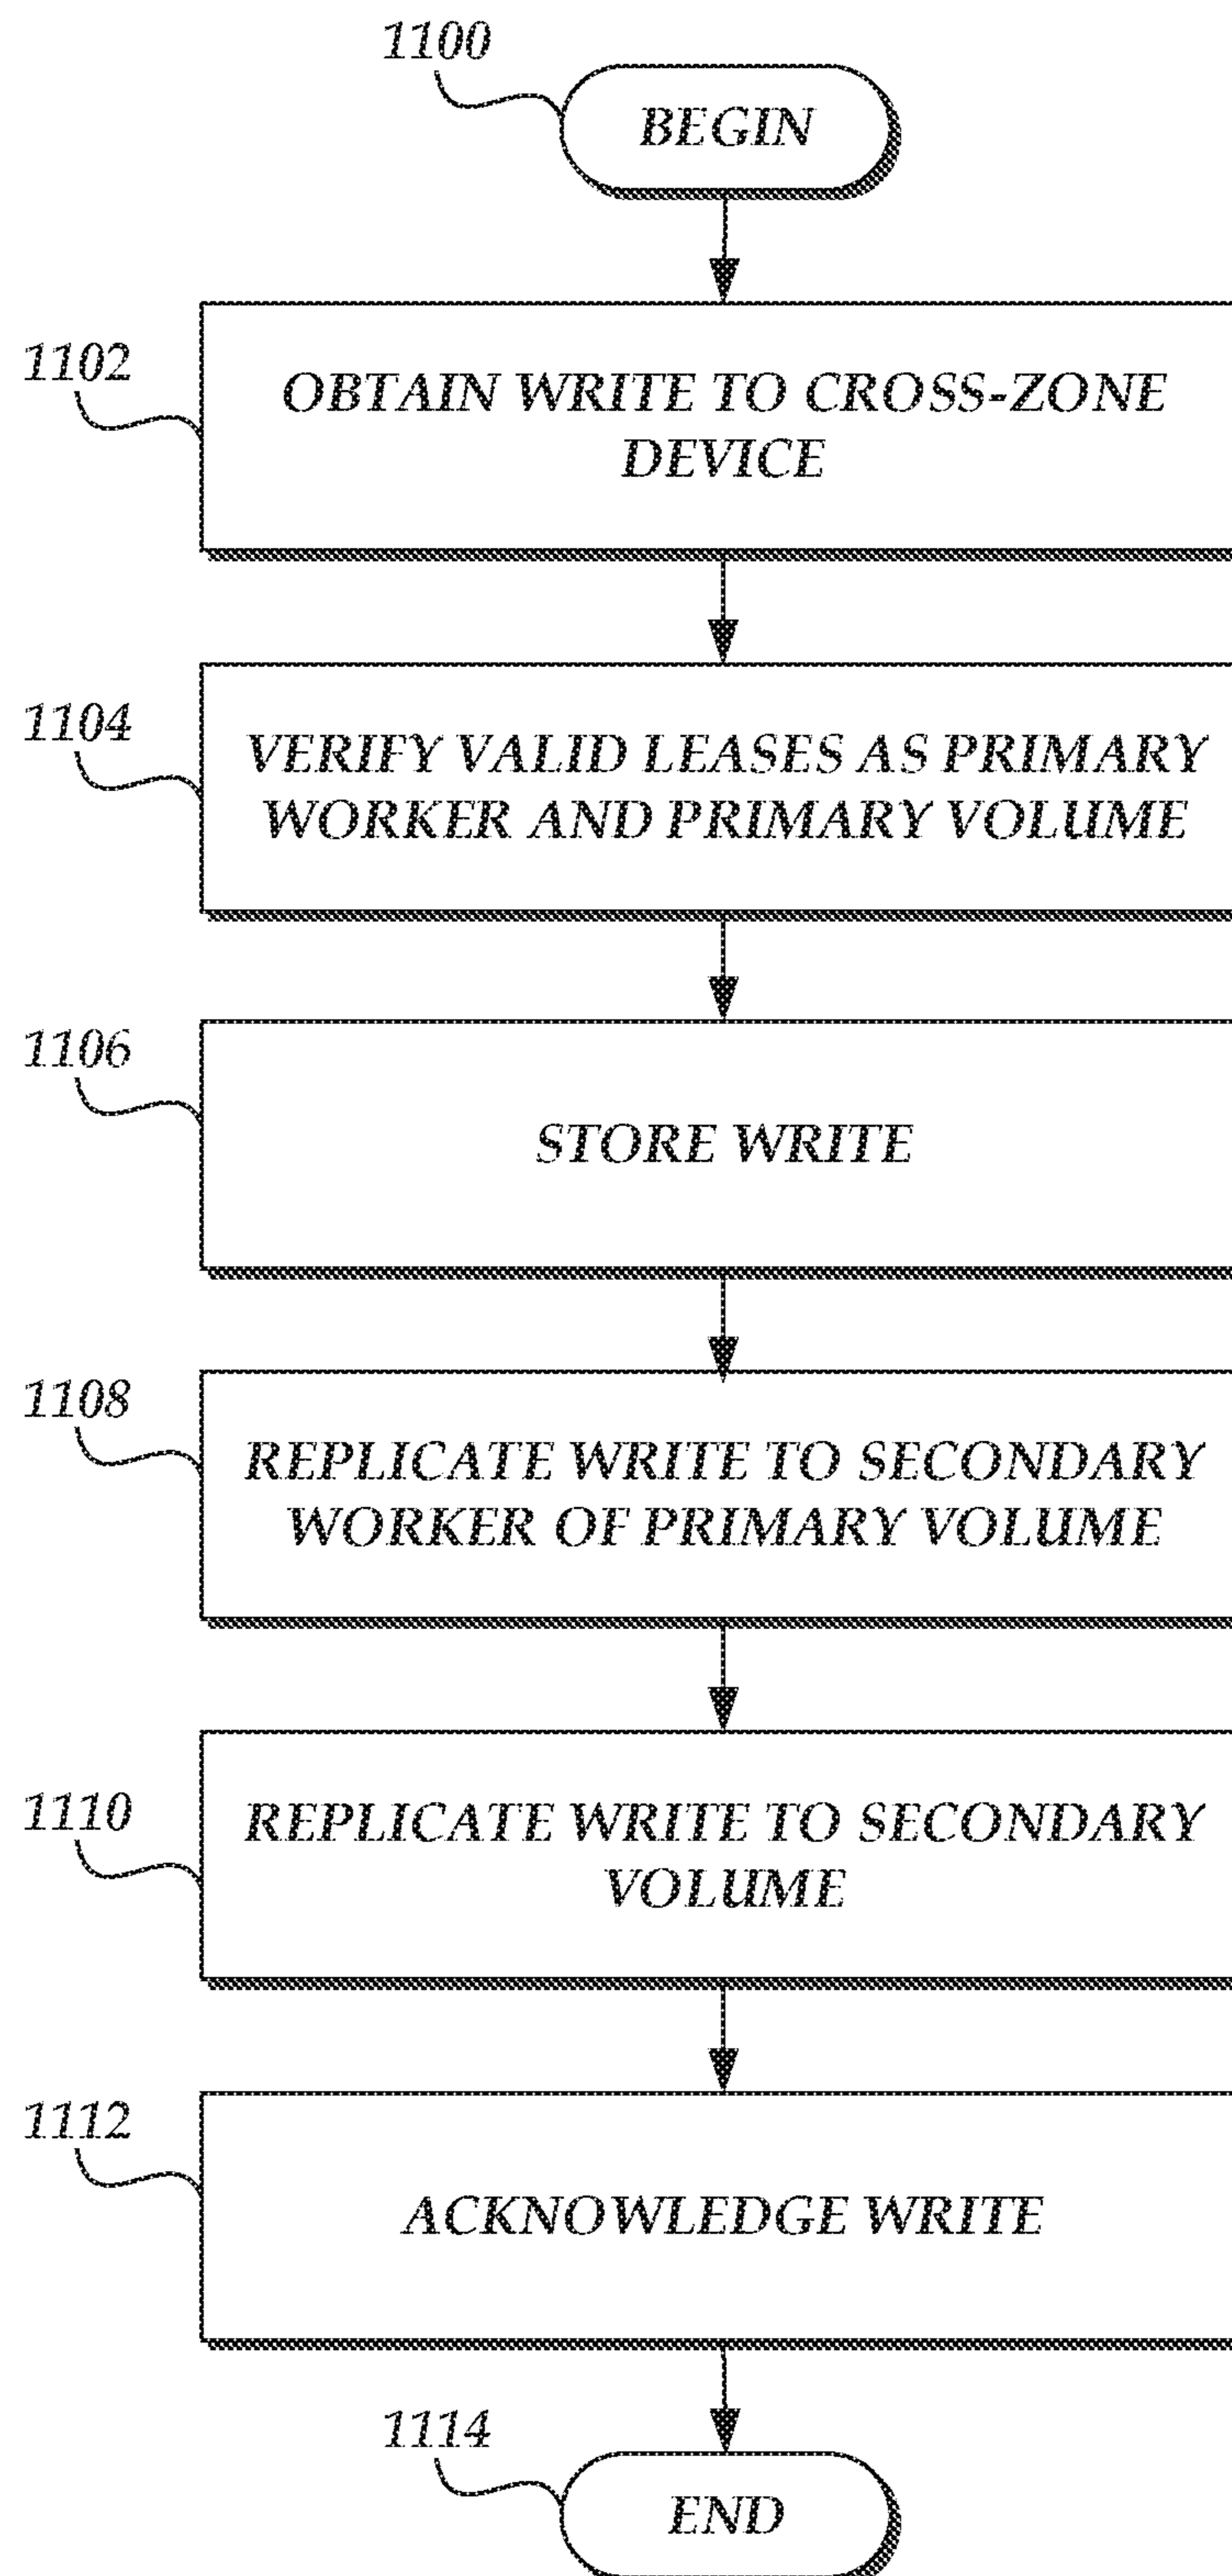 1100
BEGIN
1102
OBTAIN WRITE TO CROSS-ZONE
DEVICE
1104
VERIFY VALID LEASES AS PRIMARY
WORKER AND PRIMARY VOLUME
1106
STORE WRITE
1108
REPLICATE WRITE TO SECONDARY
WORKER OF PRIMARY VOLUME
1110
REPLICATE WRITE TO SECONDARY
VOLUME
1112
ACKNOWLEDGE WRITE
1114
END